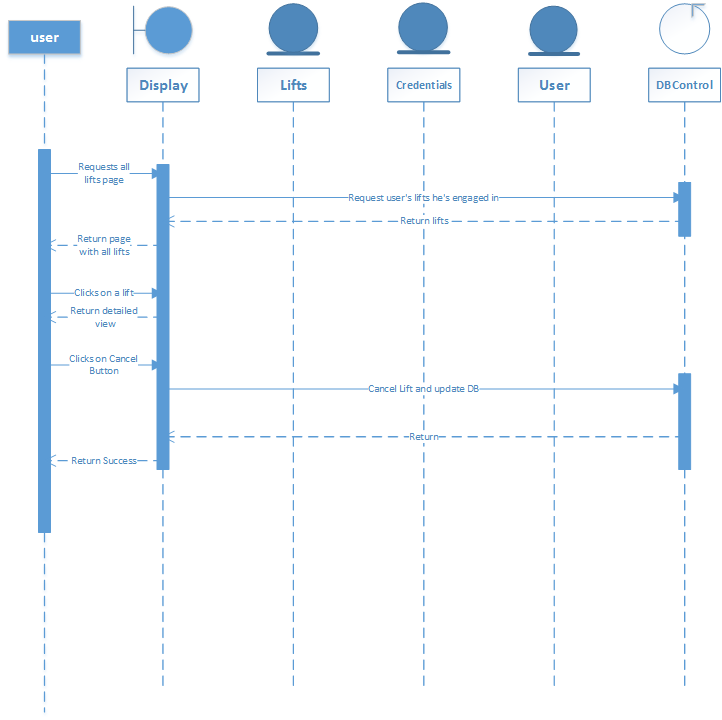 user
Display
Lifts
Credentials
User
DBControl
Requests all
lifts page
Request user's lifts he's engaged in
Return lifts
Return page
with all lifts
Clicks on a lift
Return detailed
view
Clicks on Cancel
Button
Cancel Lift and update DB
Return
Return Success